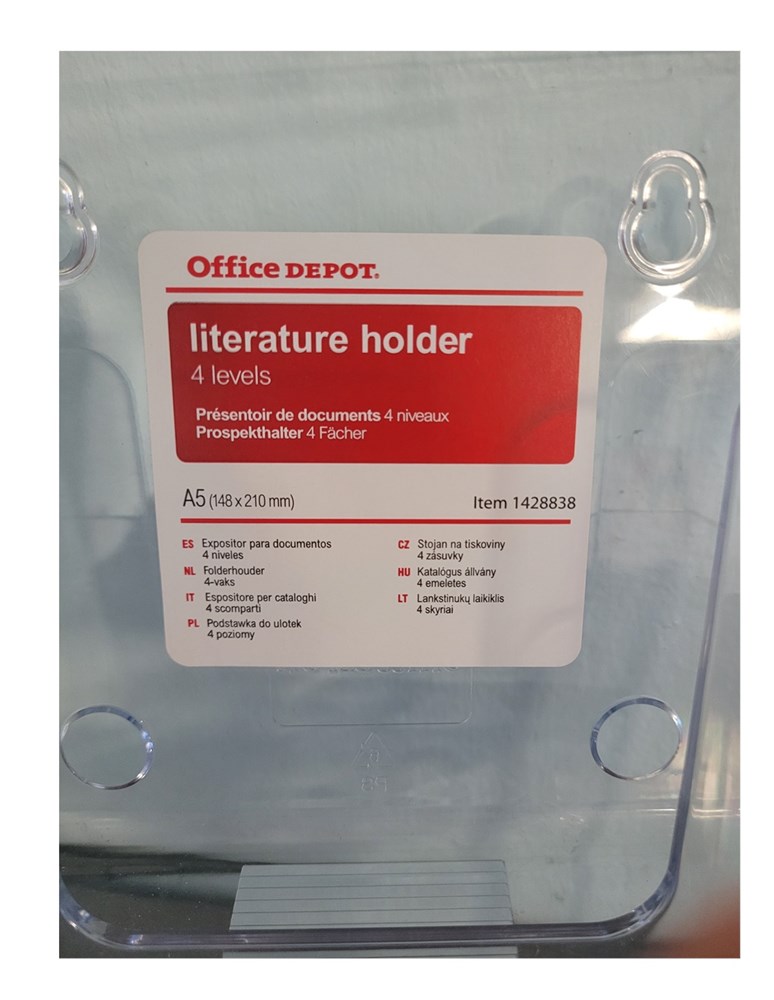 Office DEPOT.
literature holder
4 levels
Présentoir de documents 4 niveaux
Prospekthalter 4 Fächer
A5 (148 x 210 mm)
Item 1428838
ES Expositor para documentos
4 niveles
NL Folderhouder
4-vaks
IT Espositore per cataloghi
4 scomparti
PL Podstawka do ulotek
4 poziomy
CZ Stojan na tiskoviny
4 zásuvky
HU Katalógus állvány
4 emeletes
LT Lankstinukų laikiklis
4 skyriai
PS